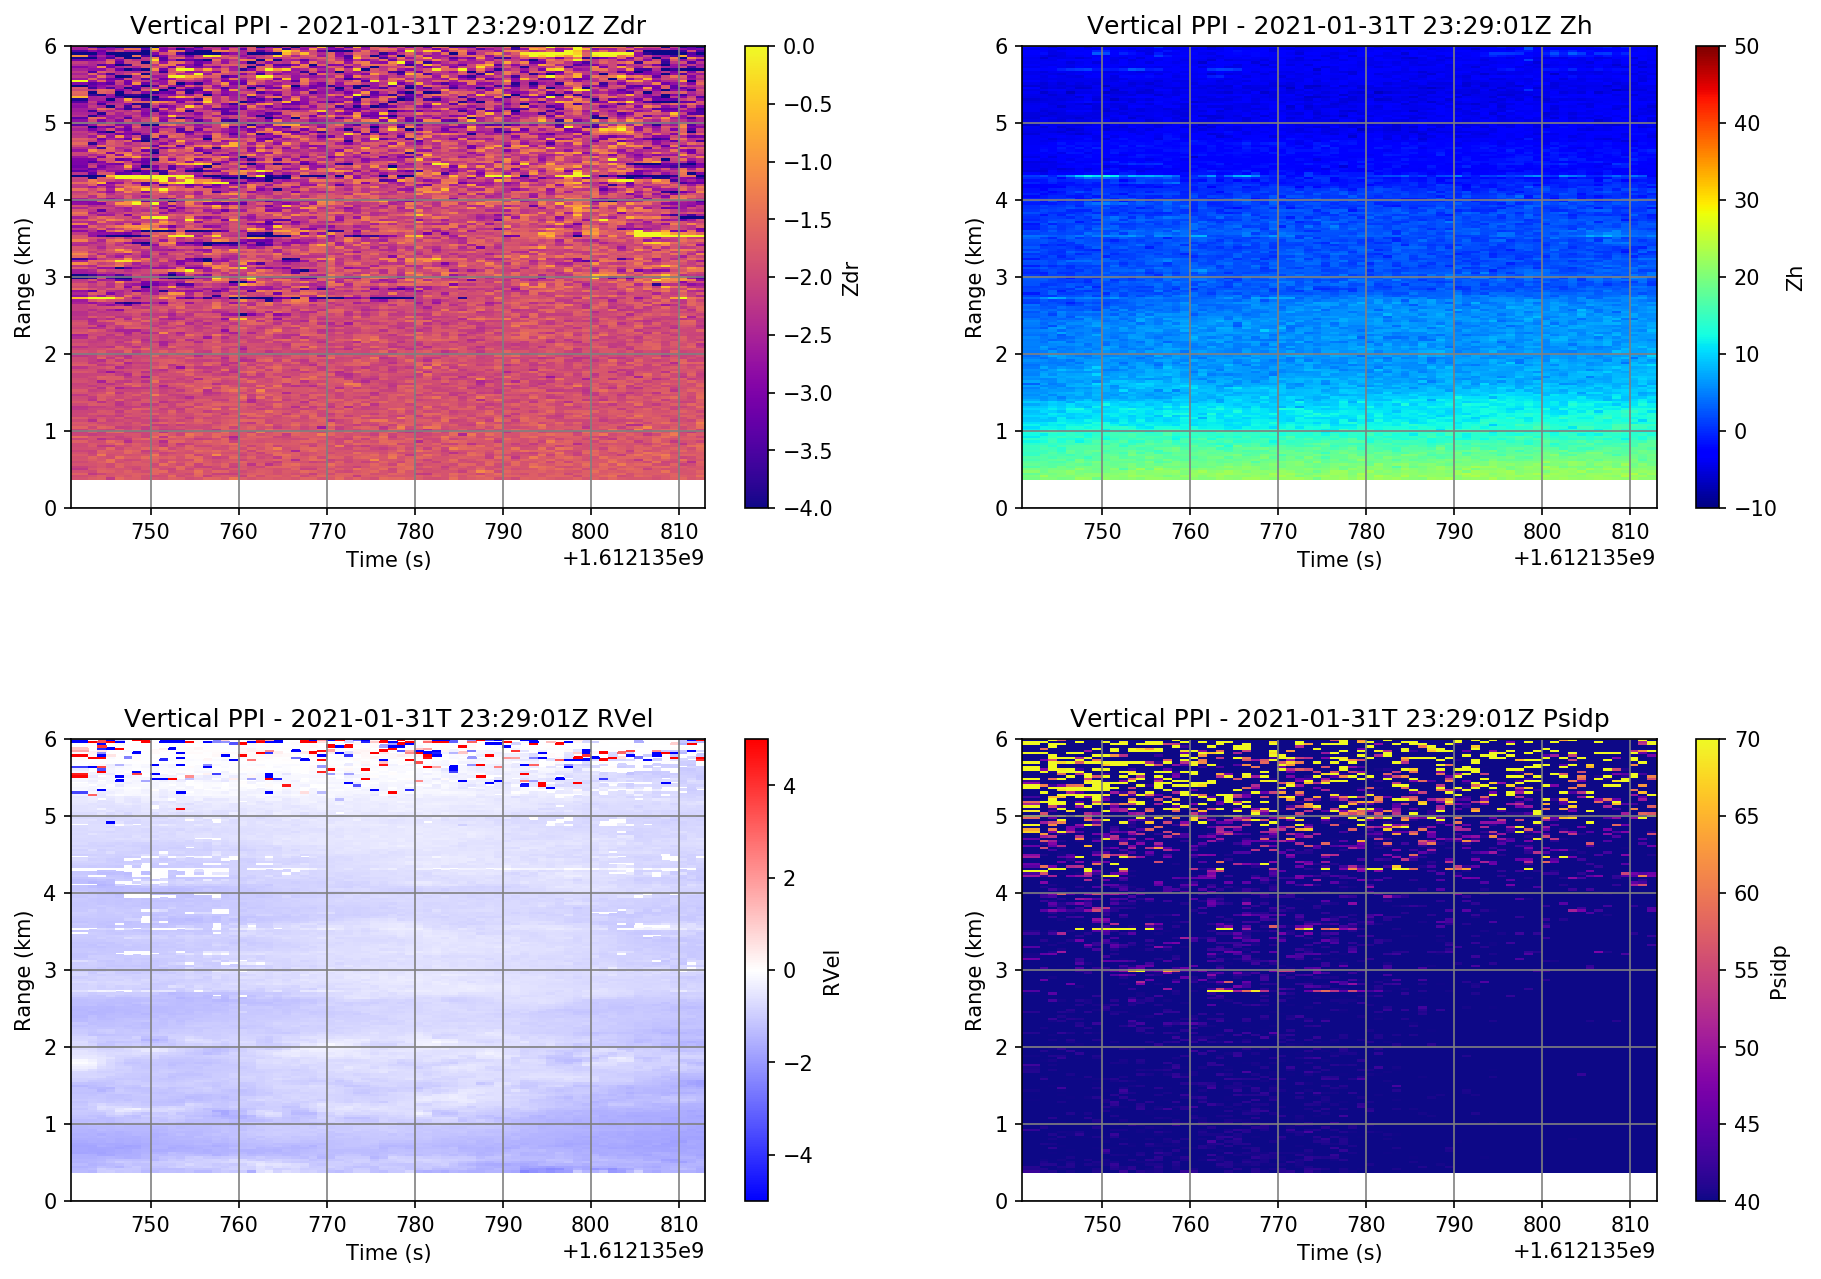 Vertical PPI - 2021-01-31T 23:29:01Z Zdr
6
5
4
3
2
1
0
Range (km)
750 760 770 780 790 800 810
Time (s)
+1.612135e9
0.0
−0.5
−1.0
−1.5
−2.0
−2.5
−3.0
−3.5
−4.0
Zdr
Vertical PPI - 2021-01-31T 23:29:01Z Zh
6
5
4
3
2
1
0
Range (km)
750 760 770 780 790 800 810
Time (s)
+1.612135e9
50
40
30
20
10
0
−10
Zh
Vertical PPI - 2021-01-31T 23:29:01Z RVel
6
5
4
3
2
1
0
Range (km)
750 760 770 780 790 800 810
Time (s)
+1.612135e9
4
2
0
−2
−4
RVel
Vertical PPI - 2021-01-31T 23:29:01Z Psidp
6
5
4
3
2
1
0
Range (km)
750 760 770 780 790 800 810
Time (s)
+1.612135e9
70
65
60
55
50
45
40
Psidp